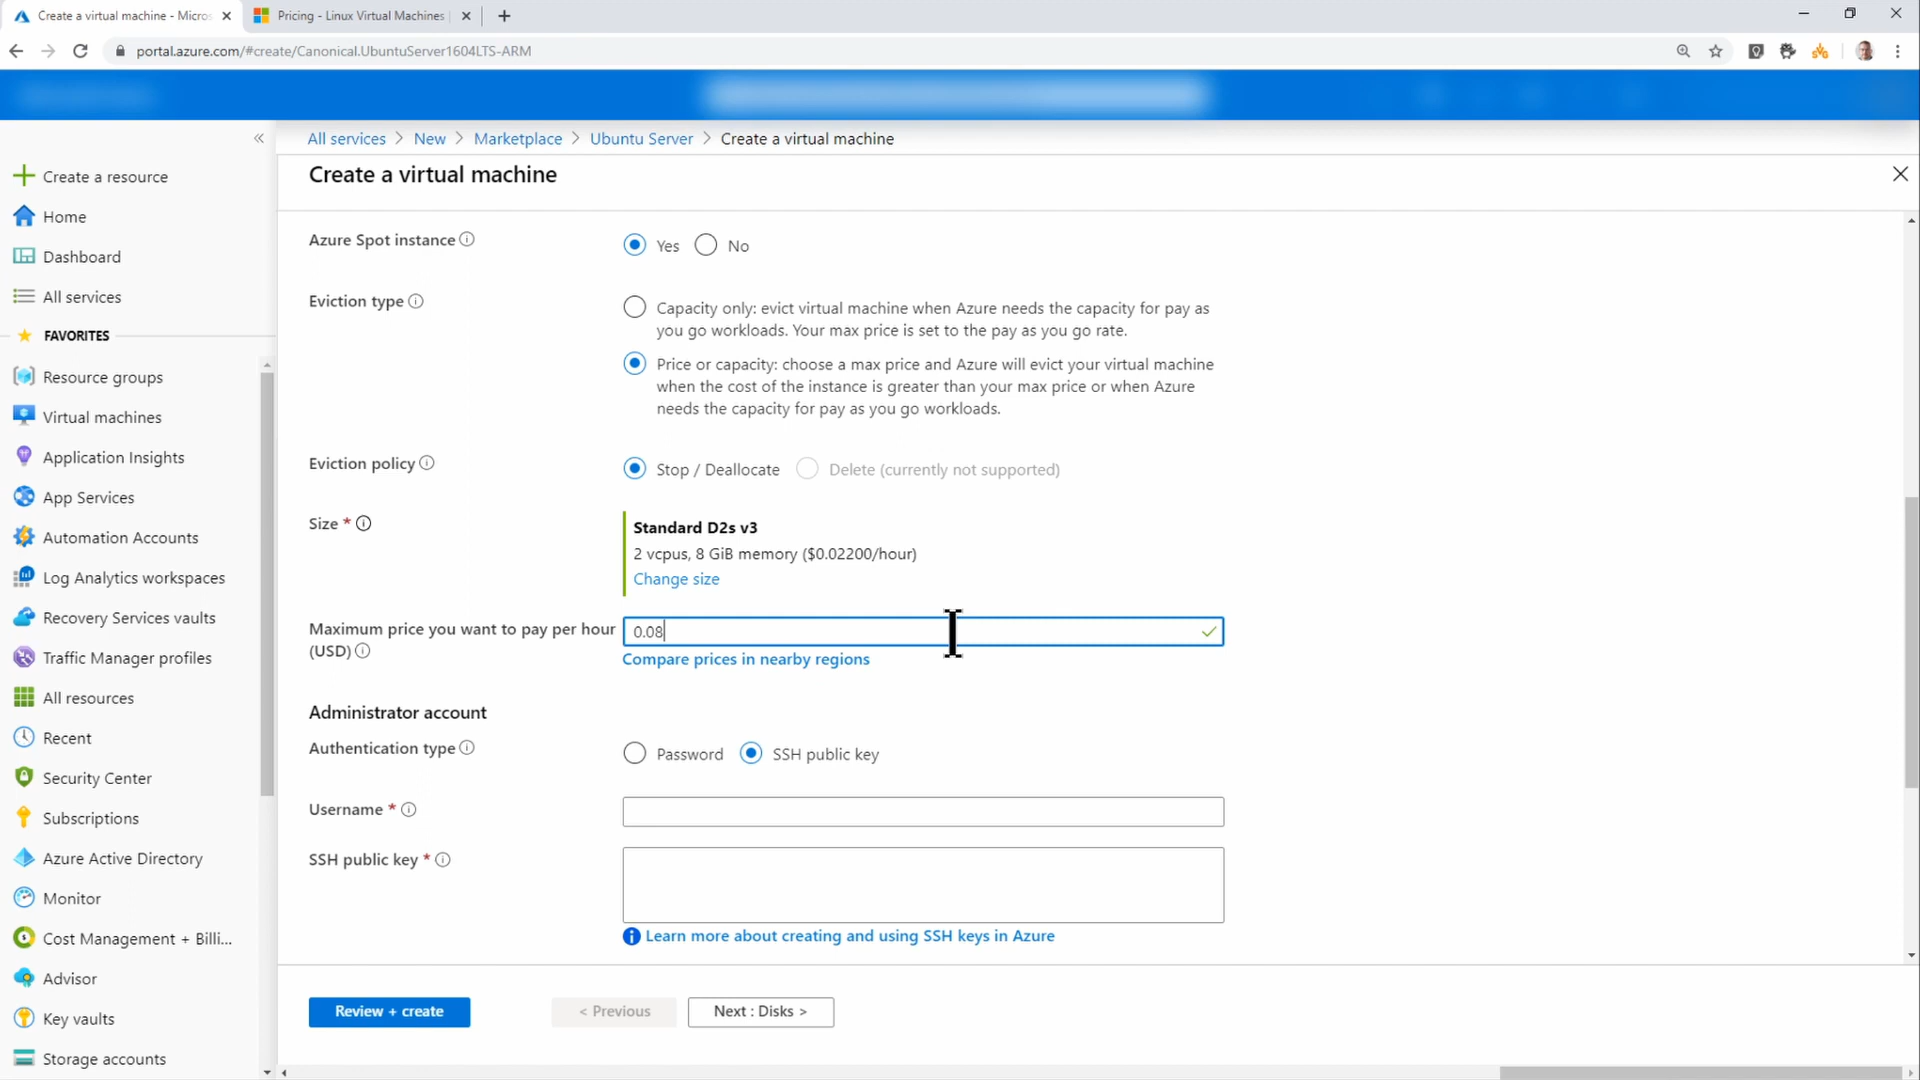 Create a virtual machine - Micros
Pricing - Linux Virtual Machines
portal.azure.com/#create/Canonical.UbuntuServer1604LTS-ARM
All services > New > Marketplace > Ubuntu Server > Create a virtual machine
Create a virtual machine
Create a resource
Home
Dashboard
All services
FAVORITES
Resource groups
Virtual machines
Application Insights
App Services
Automation Accounts
Log Analytics workspaces
Recovery Services vaults
Traffic Manager profiles
All resources
Recent
Security Center
Subscriptions
Azure Active Directory
Monitor
Cost Management + Billi...
Advisor
Key vaults
Storage accounts
Azure Spot instance
Yes No
Eviction type
Capacity only: evict virtual machine when Azure needs the capacity for pay as
you go workloads. Your max price is set to the pay as you go rate.
Price or capacity: choose a max price and Azure will evict your virtual machine
when the cost of the instance is greater than your max price or when Azure
needs the capacity for pay as you go workloads.
Eviction policy
Stop / Deallocate Delete (currently not supported)
Size *
Standard D2s v3
2 vcpus, 8 GiB memory ($0.02200/hour)
Change size
Maximum price you want to pay per hour
(USD)
0.08
Compare prices in nearby regions
Administrator account
Authentication type
Password SSH public key
Username *
SSH public key *
Learn more about creating and using SSH keys in Azure
Review + create
< Previous
Next : Disks >